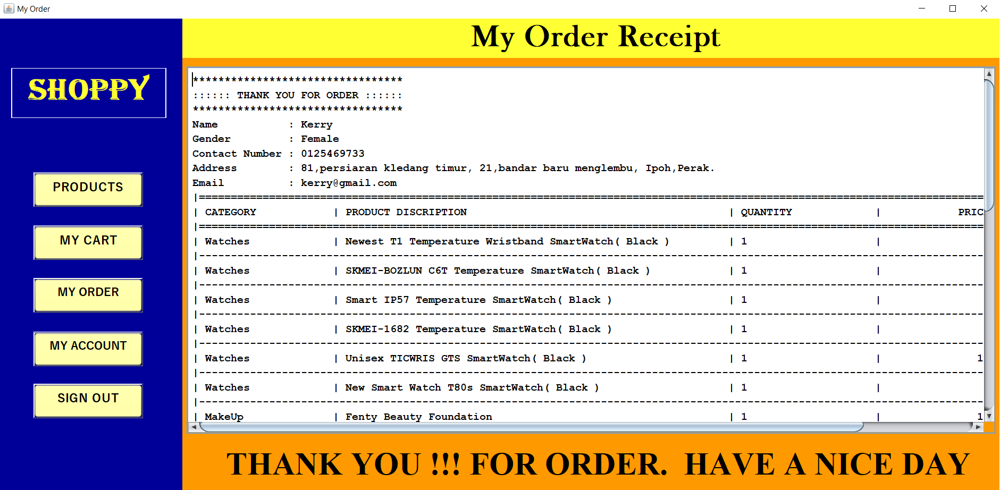 My Order
My Order Receipt
SHOPPY
PRODUCTS
MY CART
MY ORDER
MY ACCOUNT
SIGN OUT
*********************************
:::::: THANK YOU FOR ORDER ::::::
*********************************
Name : Kerry
Gender : Female
Contact Number : 0125469733
Address : 81,persiaran kledang timur, 21,bandar baru menglembu, Ipoh,Perak.
Email : kerry@gmail.com
| CATEGORY | PRODUCT DISCRIPTION | QUANTITY | PRIC
| Watches | Newest T1 Temperature Wristband SmartWatch( Black ) | 1 |
| Watches | SKMEI-BOZLUN C6T Temperature SmartWatch( Black ) | 1 |
| Watches | Smart IP57 Temperature SmartWatch( Black ) | 1 |
| Watches | SKMEI-1682 Temperature SmartWatch( Black ) | 1 |
| Watches | Unisex TICWRIS GTS SmartWatch( Black ) | 1 | 1
| Watches | New Smart Watch T80s SmartWatch( Black ) | 1 |
| MakeUp | Fenty Beauty Foundation | 1 | 1
THANK YOU !!! FOR ORDER. HAVE A NICE DAY